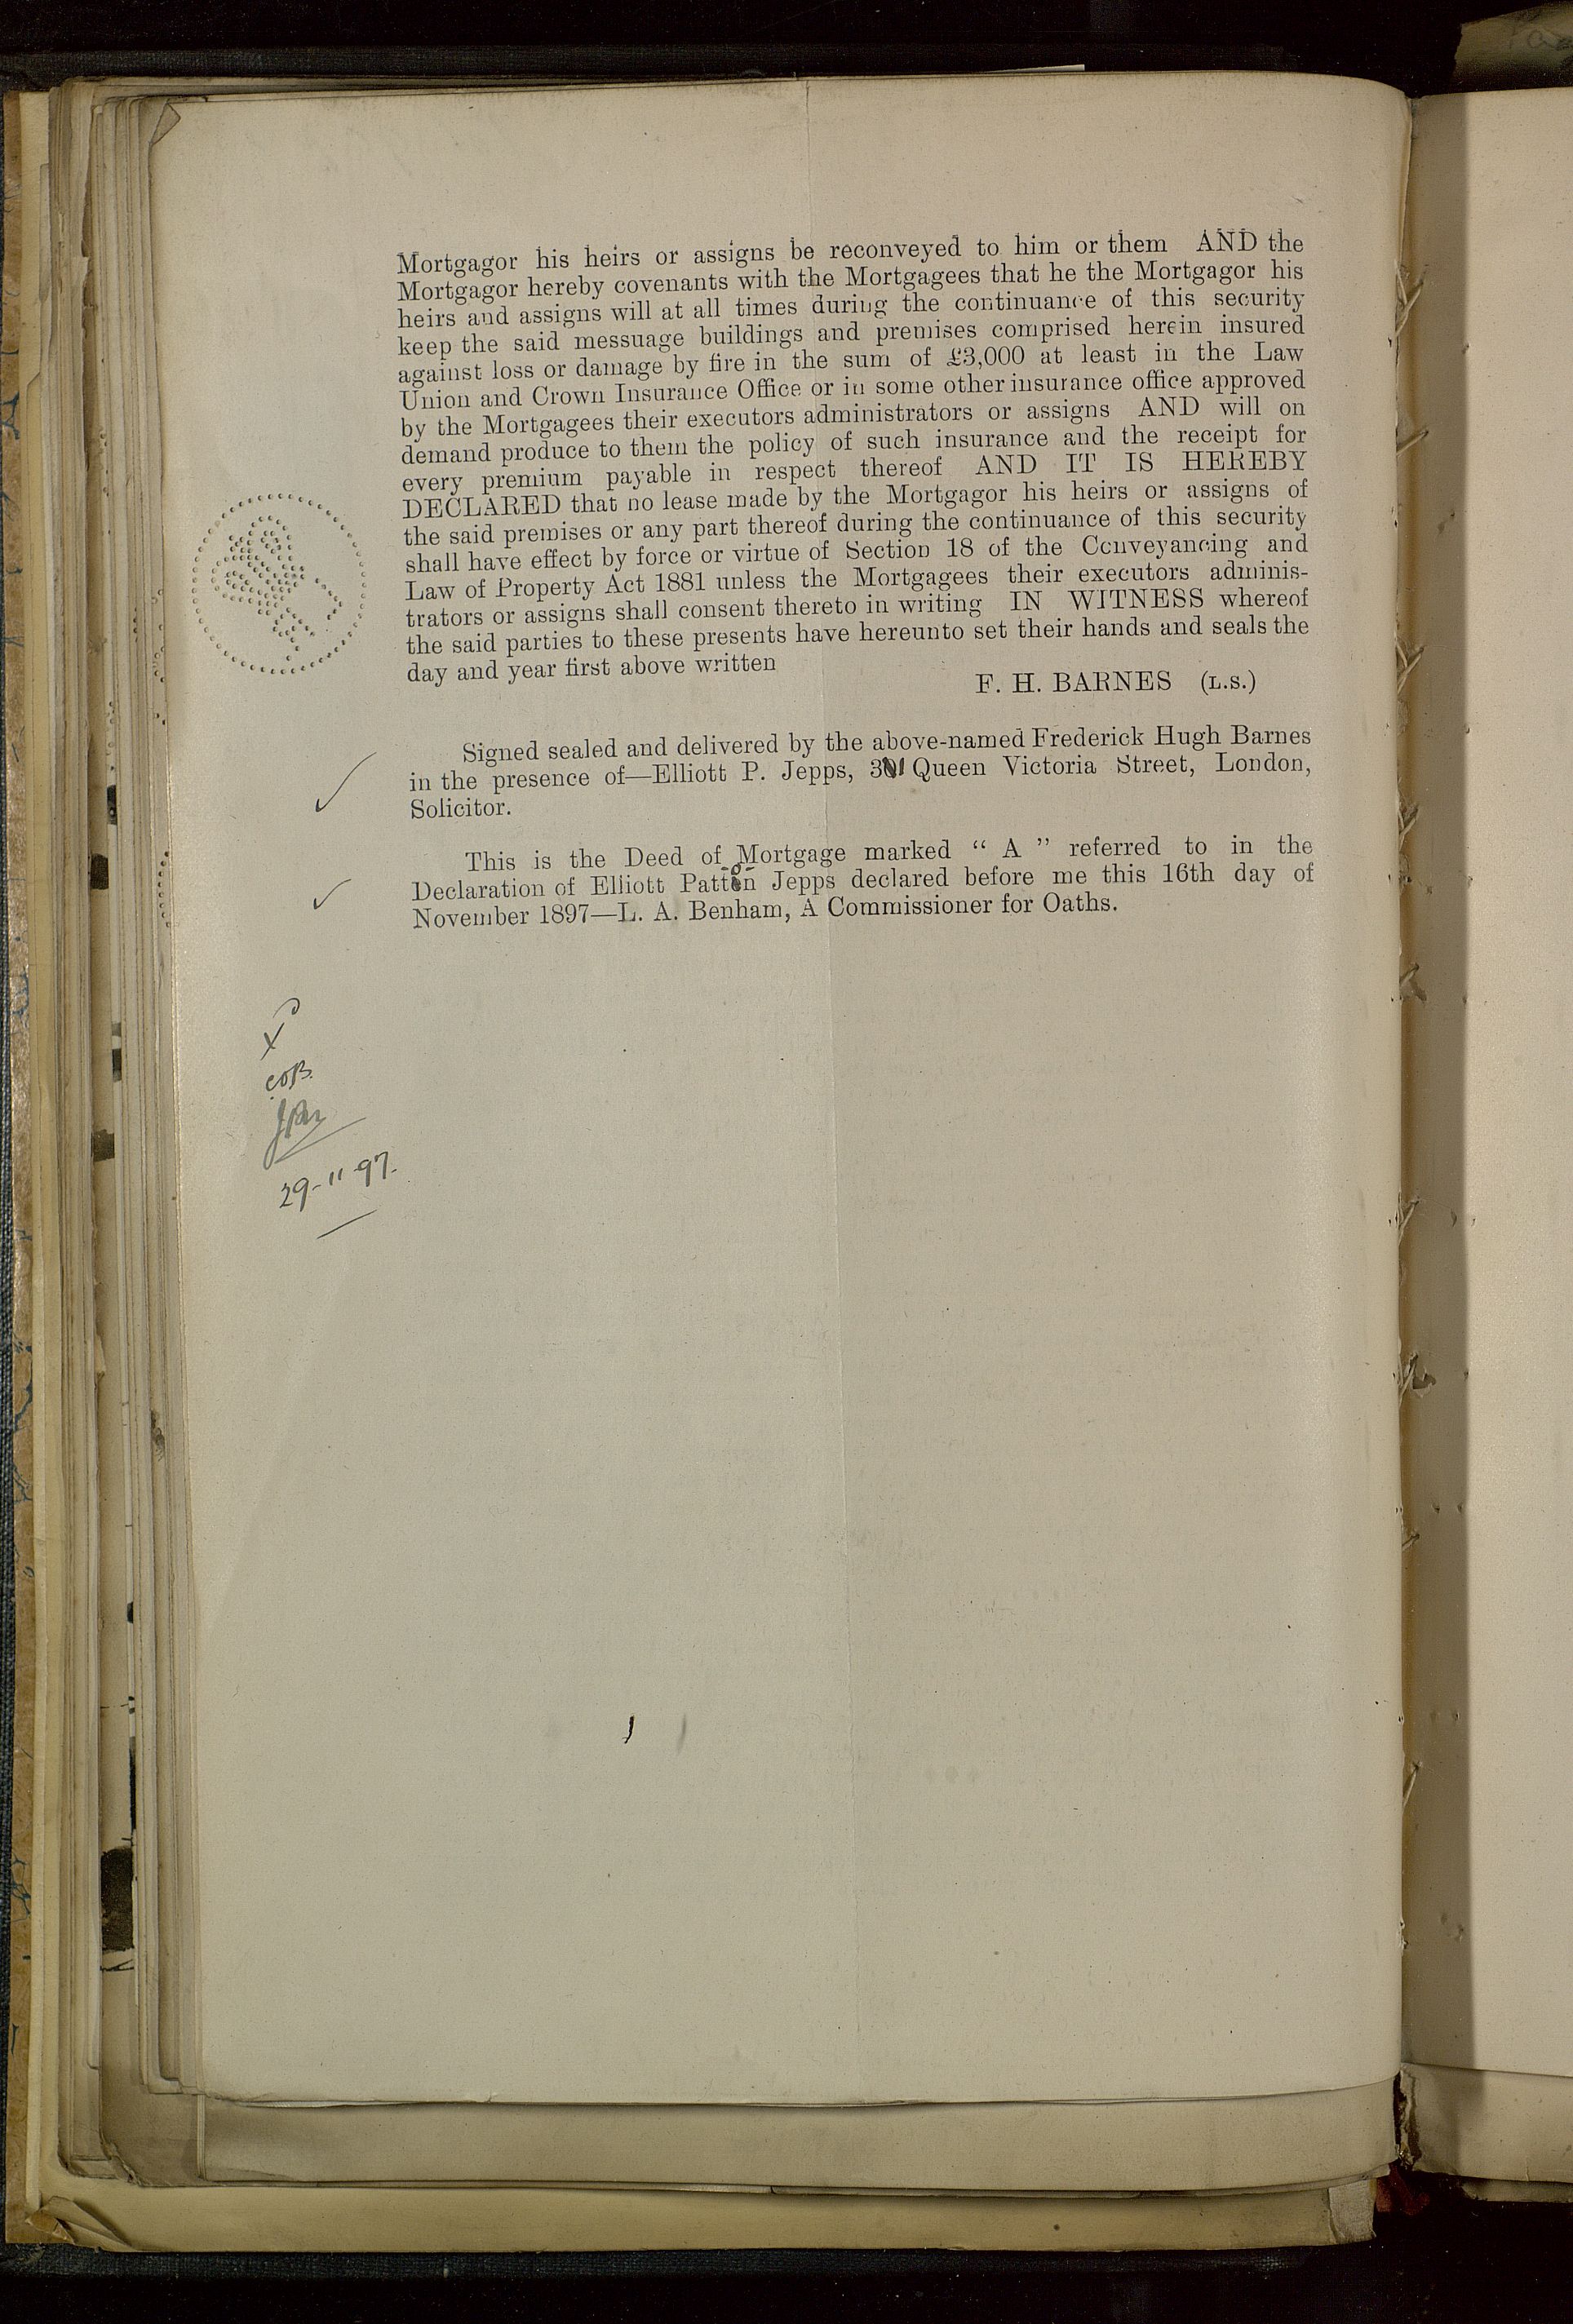 Mortgagor his heirs or assigns be reconveyed to him or them AND the
Mortgagor hereby covenants with the Mortgagees that he the Mortgagor his
heirs and assigns will at all times during the continuance of this security
keep the said messuage buildings and premises comprised herein insured
against loss or damage by fire in the sum of £3,000 at least in the Law
Union and Crown Insurance Office or in some other insurance office approved
by the Mortgagees their executors administrators or assigns AND will on
demand produce to them the policy of such insurance and the receipt for
every premium payable in respect thereof AND IT IS HEREBY
DECLARED that no lease made by the Mortgagor his heirs or assigns of
the said premises or any part thereof during the continuance of this security
shall have effect by force or virtue of Section 18 of the Conveyancing and
Law of Property Act 1881 unless the Mortgagees their executors adminis-
trators or assigns shall consent thereto in writing IN WITNESS whereof
the said parties to these presents have hereunto set their hands and seals the
day and year first above written
F. H. BARNES (L.S.)
Signed sealed and delivered by the above-named Frederick Hugh Barnes
in the presence of—Elliott P. Jepps, Queen Victoria Street, London,
Solicitor.
This is the Deed of Mortgage marked “ A ” referred to in the
Declaration of Elliott Patton Jepps declared before me this 16th day of
November 1897—L. A. Benham, A Commissioner for Oaths.
29-11-97.